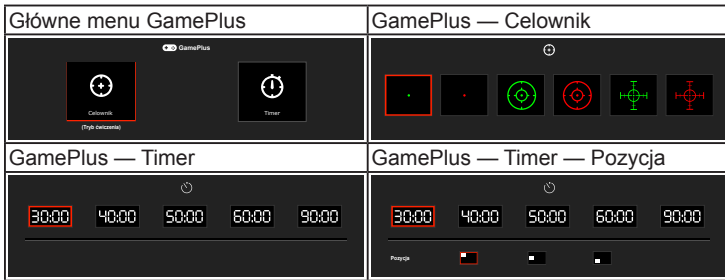 Główne menu GamePlus
GamePlus — Celownik
GamePlus
Celownik
Timer
(Tryb ćwiczenia)
GamePlus — Timer
GamePlus — Timer — Pozycja
30:00 40:00 50:00 60:00 90:00
30:00 40:00 50:00 60:00 90:00
Pozycja